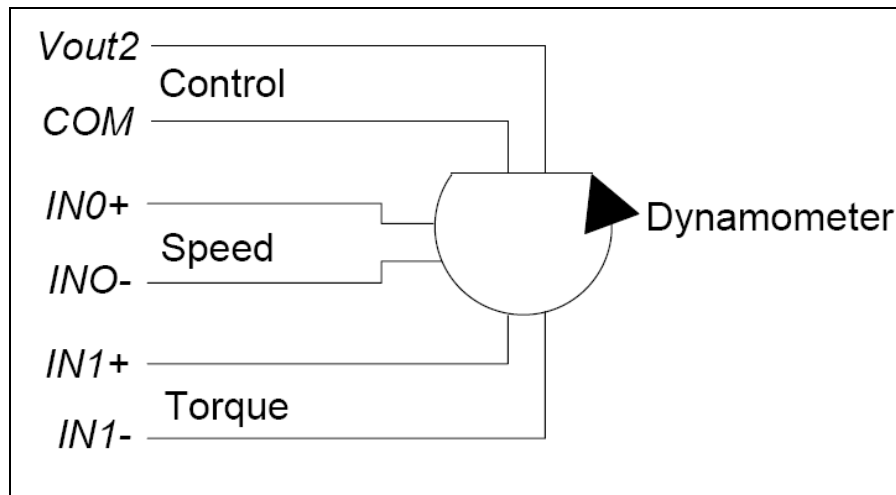 Vout2
Control
COM
IN0+
Dynamometer
Speed
INO-
IN1+
Torque
IN1-